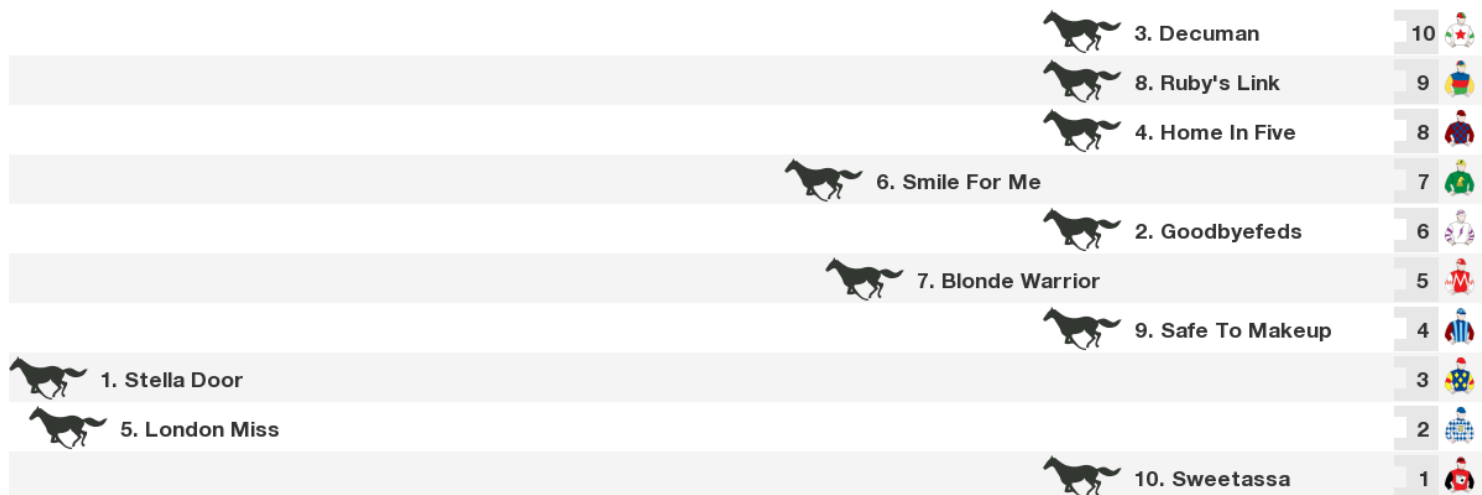 3. Decuman 10
8. Ruby's Link 9
4. Home In Five 8
6. Smile For Me 7
2. Goodbyefeds 6
7. Blonde Warrior 5
9. Safe To Makeup 4
1. Stella Door 3
5. London Miss 2
10. Sweetassa 1